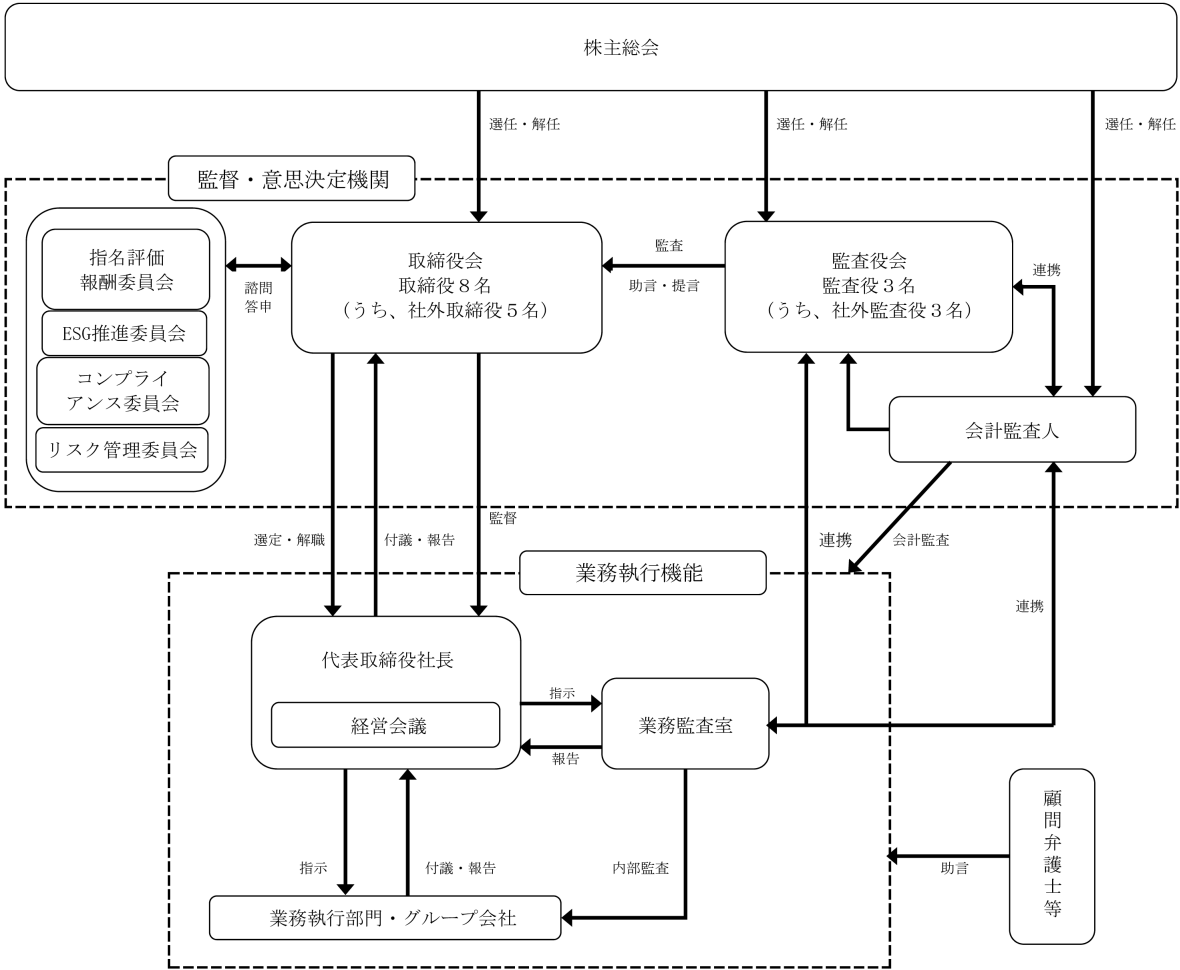 株主総会
選任・解任
選任・解任
選任・解任
監督・意思決定機関
指名評価
報酬委員会
ESG推進委員会
コンプライ
アンス委員会
リスク管理委員会
諮問
答申
取締役会
取締役８名
（うち、社外取締役５名）
監査
助言・提言
監査役会
監査役３名
（うち、社外監査役３名）
連携
会計監査人
選定・解職
付議・報告
監督
連携
会計監査
連携
業務執行機能
代表取締役社長
経営会議
指示
報告
業務監査室
指示
付議・報告
内部監査
業務執行部門・グループ会社
助言
顧問弁護士等